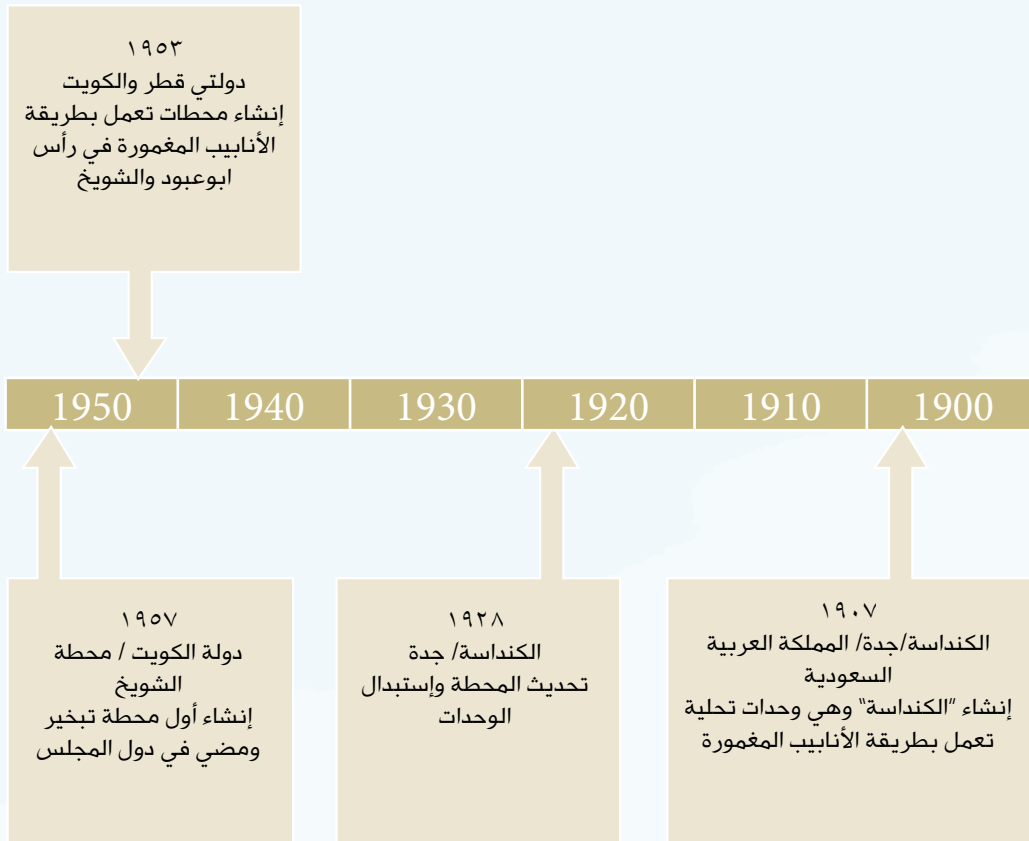 ١٩٥٣
دولتي قطر والكويت
إنشاء محطات تعمل بطريقة
الأنابيب المغمورة في رأس
ابوعبود والشويخ
1900
1910
1920
1930
1940
1950
١٩٠٧
الكنداسة/جدة/ المملكة العربية
السعودية
إنشاء "الكنداسة" وهي وحدات تحلية
تعمل بطريقة الأنابيب المغمورة
١٩٢٨
الكنداسة/ جدة
تحديث المحطة وإستبدال
الوحدات
١٩٥٧
دولة الكويت / محطة
الشويخ
إنشاء أول محطة تبخير
ومضي في دول المجلس